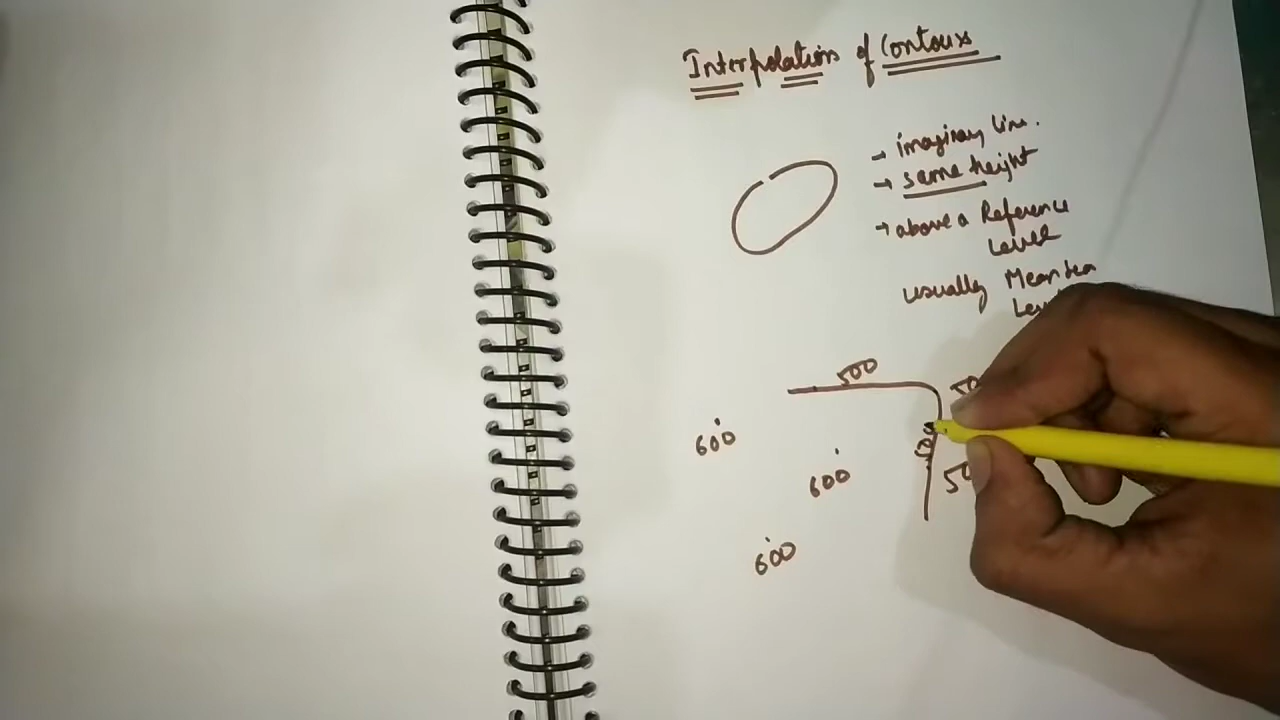 Interpolation of Contours
→ imaginary line.
→ same height
→ above a Reference
Level
usually Mean Sea
500
600
600
600